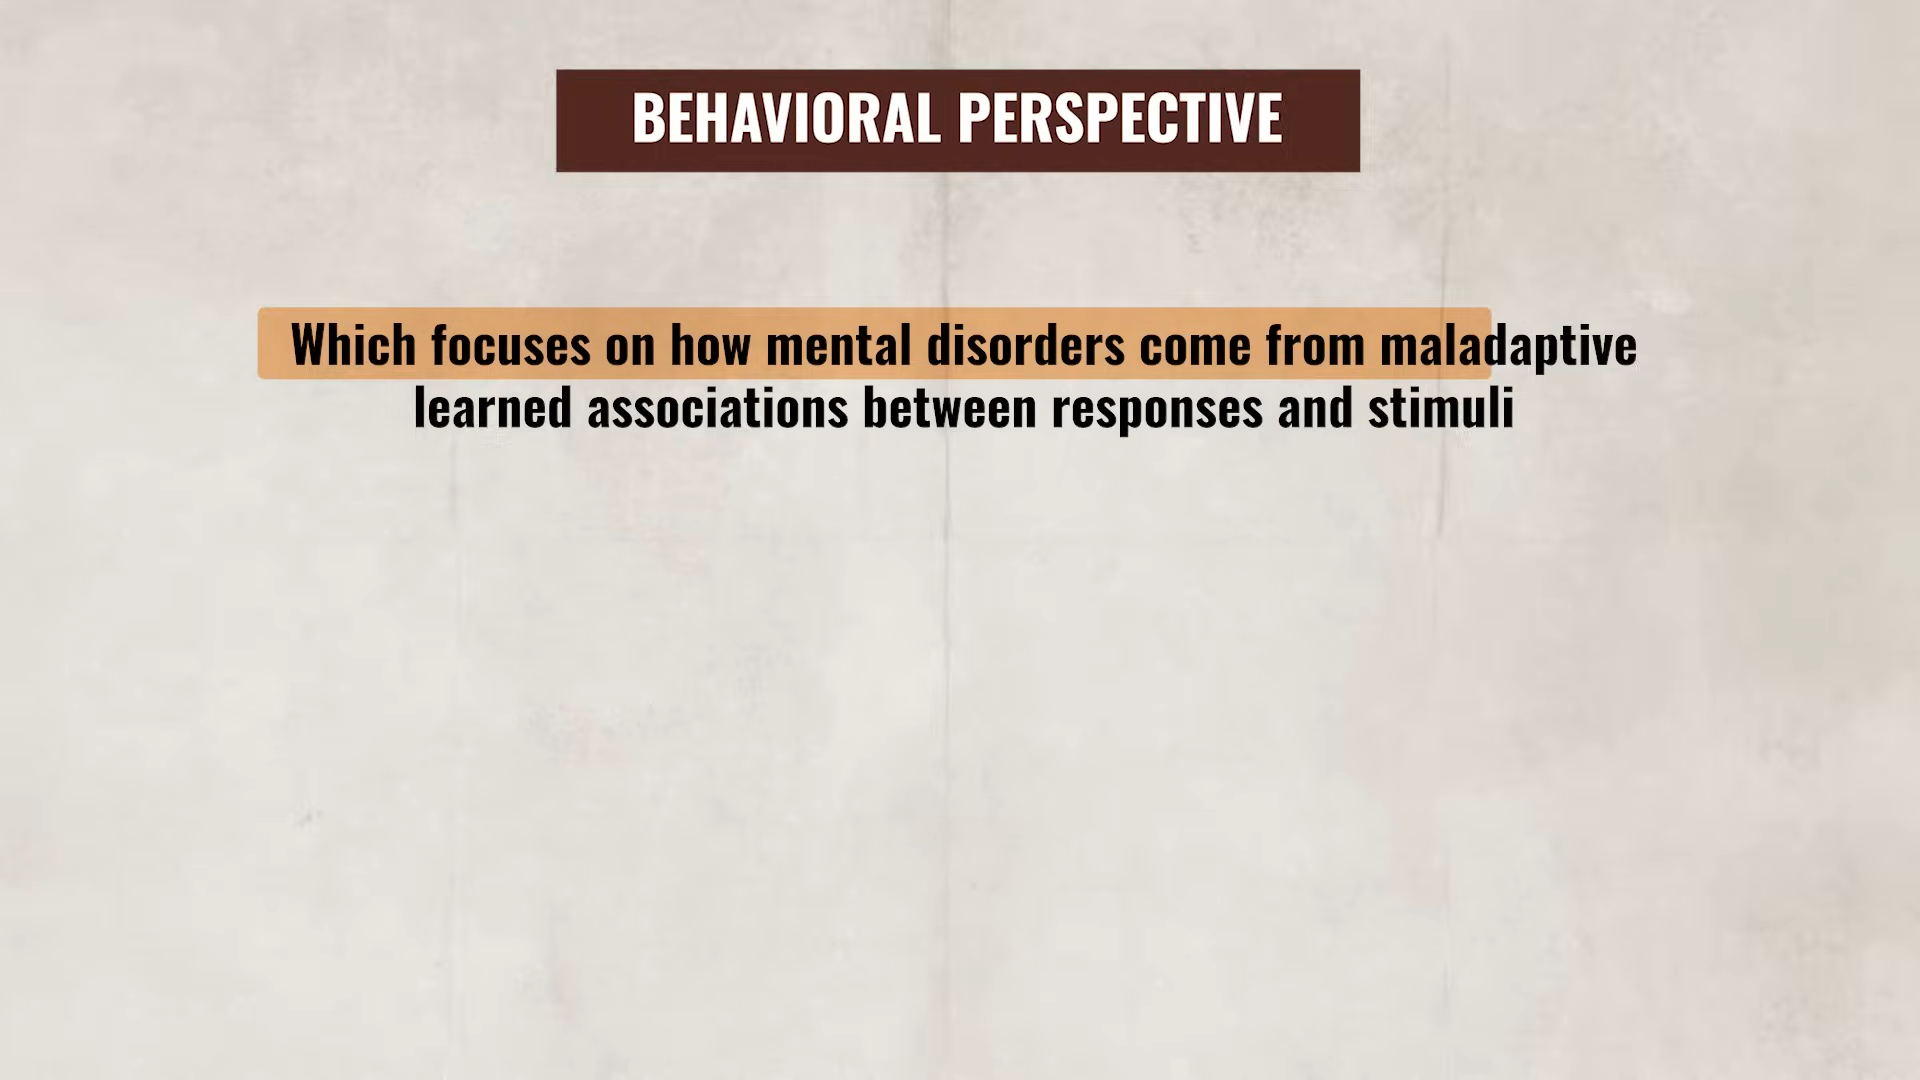 BEHAVIORAL PERSPECTIVE
Which focuses on how mental disorders come from maladaptive
learned associations between responses and stimuli